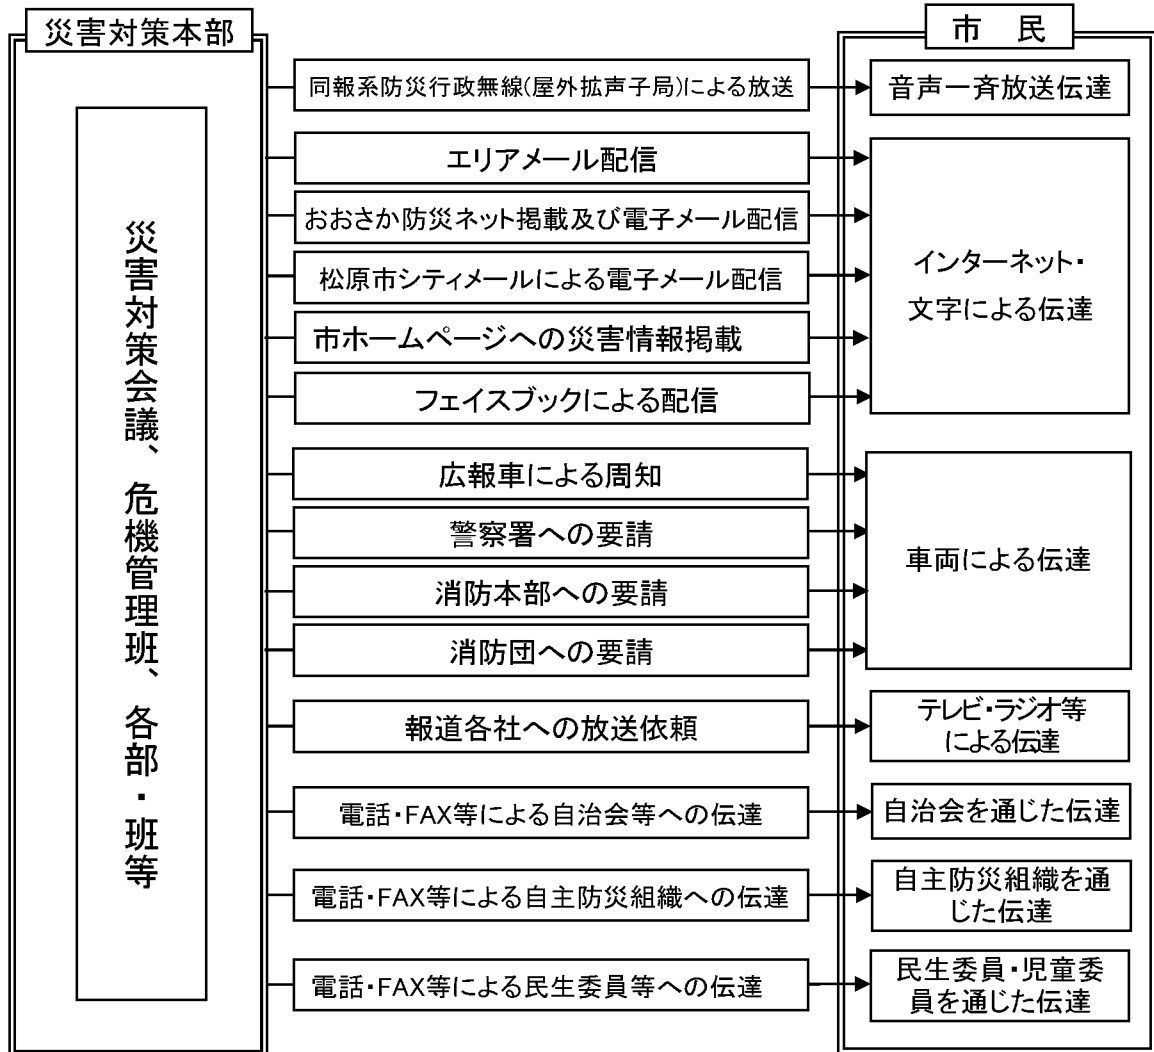 災害対策本部
市　民
災害対策会議、危機管理班、各部・班等
同報系防災行政無線(屋外拡声子局)による放送
音声一斉放送伝達
エリアメール配信
おおさか防災ネット掲載及び電子メール配信
松原市シティメールによる電子メール配信
市ホームページへの災害情報掲載
フェイスブックによる配信
インターネット・
文字による伝達
広報車による周知
警察署への要請
消防本部への要請
消防団への要請
車両による伝達
報道各社への放送依頼
テレビ・ラジオ等
による伝達
電話・FAX等による自治会等への伝達
自治会を通じた伝達
電話・FAX等による自主防災組織への伝達
自主防災組織を通
じた伝達
電話・FAX等による民生委員等への伝達
民生委員・児童委
員を通じた伝達